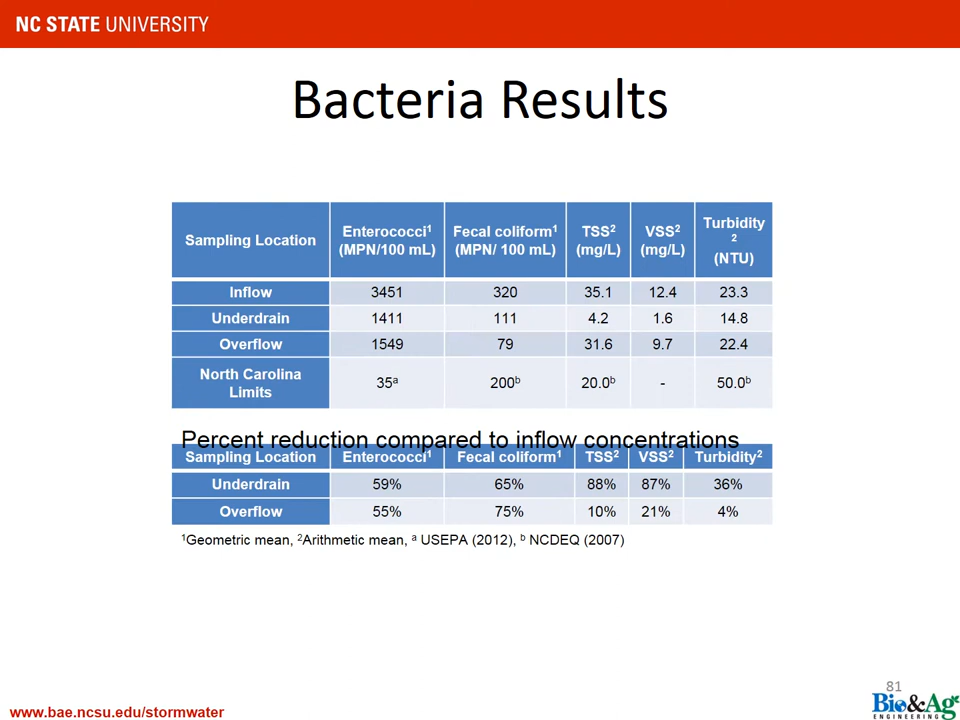 NC STATE UNIVERSITY
Bacteria Results
Sampling Location Enterococci¹ (MPN/100 mL) Fecal coliform¹ (MPN/ 100 mL) TSS² (mg/L) VSS² (mg/L) Turbidity ² (NTU)
Inflow 3451 320 35.1 12.4 23.3
Underdrain 1411 111 4.2 1.6 14.8
Overflow 1549 79 31.6 9.7 22.4
North Carolina Limits 35ᵃ 200ᵇ 20.0ᵇ - 50.0ᵇ
Percent reduction compared to inflow concentrations
Sampling Location Enterococci¹ Fecal coliform¹ TSS² VSS² Turbidity²
Underdrain 59% 65% 88% 87% 36%
Overflow 55% 75% 10% 21% 4%
¹Geometric mean, ²Arithmetic mean, ᵃ USEPA (2012), ᵇ NCDEQ (2007)
81
Bio&Ag
ENGINEERING
www.bae.ncsu.edu/stormwater